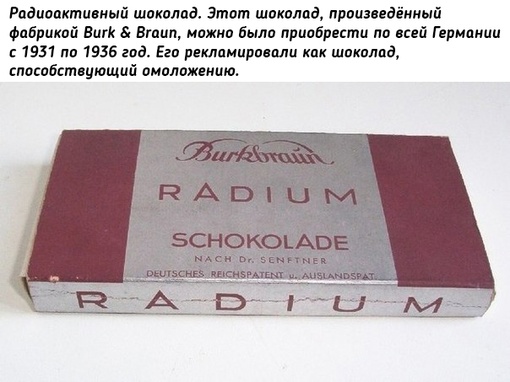 Радиоактивный шоколад. Этот шоколад, произведённый
фабрикой Burk & Braun, можно было приобрести по всей Германии
с 1931 по 1936 год. Его рекламировали как шоколад,
способствующий омоложению.
Burkbraun
RADIUM
SCHOKOLADE
NACH Dr. SENFTNER
DEUTSCHES REICHSPATENT u. AUSLANDSPAT.
RADIUM